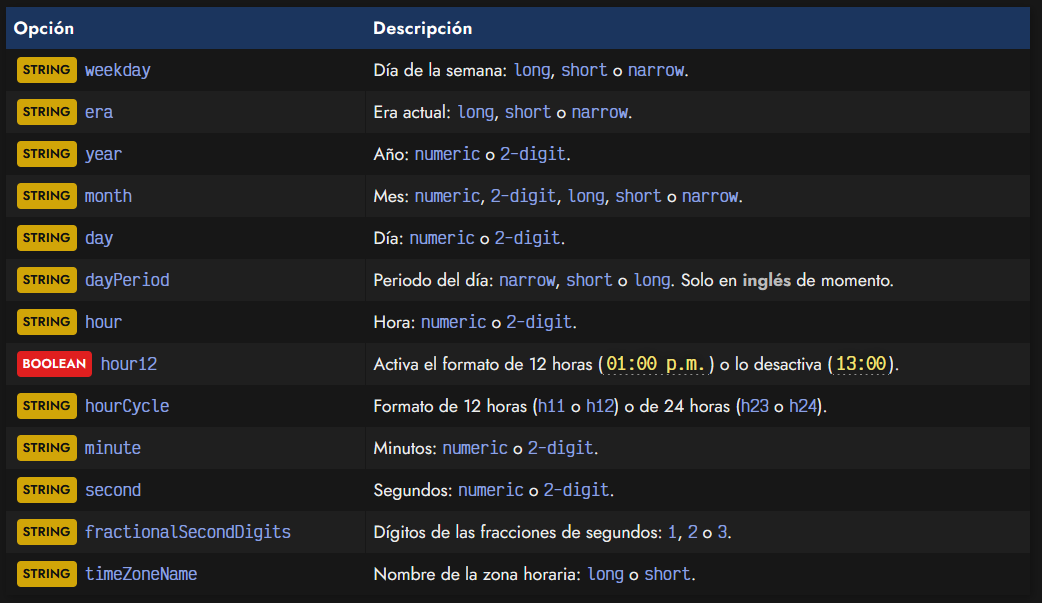 Opción Descripción
STRING weekday Día de la semana: long, short o narrow.
STRING era Era actual: long, short o narrow.
STRING year Año: numeric o 2-digit.
STRING month Mes: numeric, 2-digit, long, short o narrow.
STRING day Día: numeric o 2-digit.
STRING dayPeriod Periodo del día: narrow, short o long. Solo en inglés de momento.
STRING hour Hora: numeric o 2-digit.
BOOLEAN hour12 Activa el formato de 12 horas (01:00 p.m.) o lo desactiva (13:00).
STRING hourCycle Formato de 12 horas (h11 o h12) o de 24 horas (h23 o h24).
STRING minute Minutos: numeric o 2-digit.
STRING second Segundos: numeric o 2-digit.
STRING fractionalSecondDigits Dígitos de las fracciones de segundos: 1, 2 o 3.
STRING timeZoneName Nombre de la zona horaria: long o short.